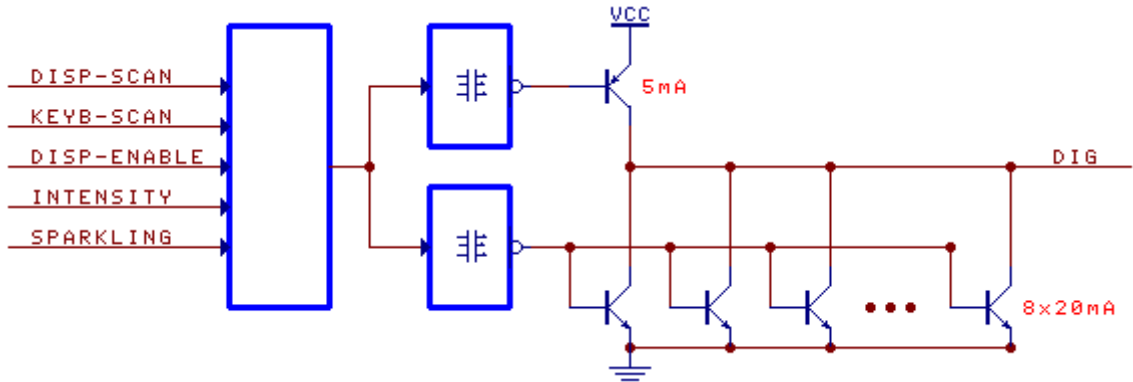 VCC
DISP-SCAN
5mA
KEYB-SCAN
DISP-ENABLE
DIG
INTENSITY
SPARKLING
8x20mA